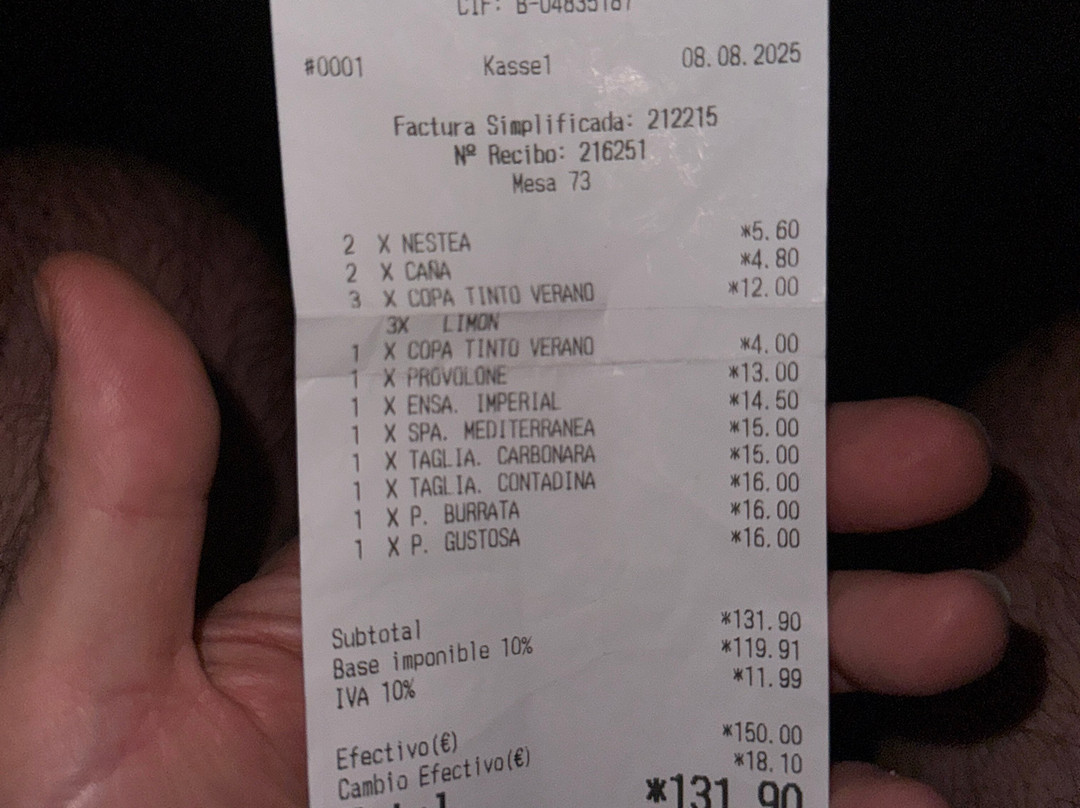 CIF: B-04835187
#0001 Kasse1 08.08.2025
Factura Simplificada: 212215
Nº Recibo: 216251
Mesa 73
2 X NESTEA *5.60
2 X CAÑA *4.80
3 X COPA TINTO VERANO *12.00
3X LIMON
1 X COPA TINTO VERANO *4.00
1 X PROVOLONE *13.00
1 X ENSA. IMPERIAL *14.50
1 X SPA. MEDITERRANEA *15.00
1 X TAGLIA. CARBONARA *15.00
1 X TAGLIA. CONTADINA *16.00
1 X P. BURRATA *16.00
1 X P. GUSTOSA *16.00
Subtotal *131.90
Base imponible 10% *119.91
IVA 10% *11.99
Efectivo(€) *150.00
Cambio Efectivo(€) *18.10
*131.90